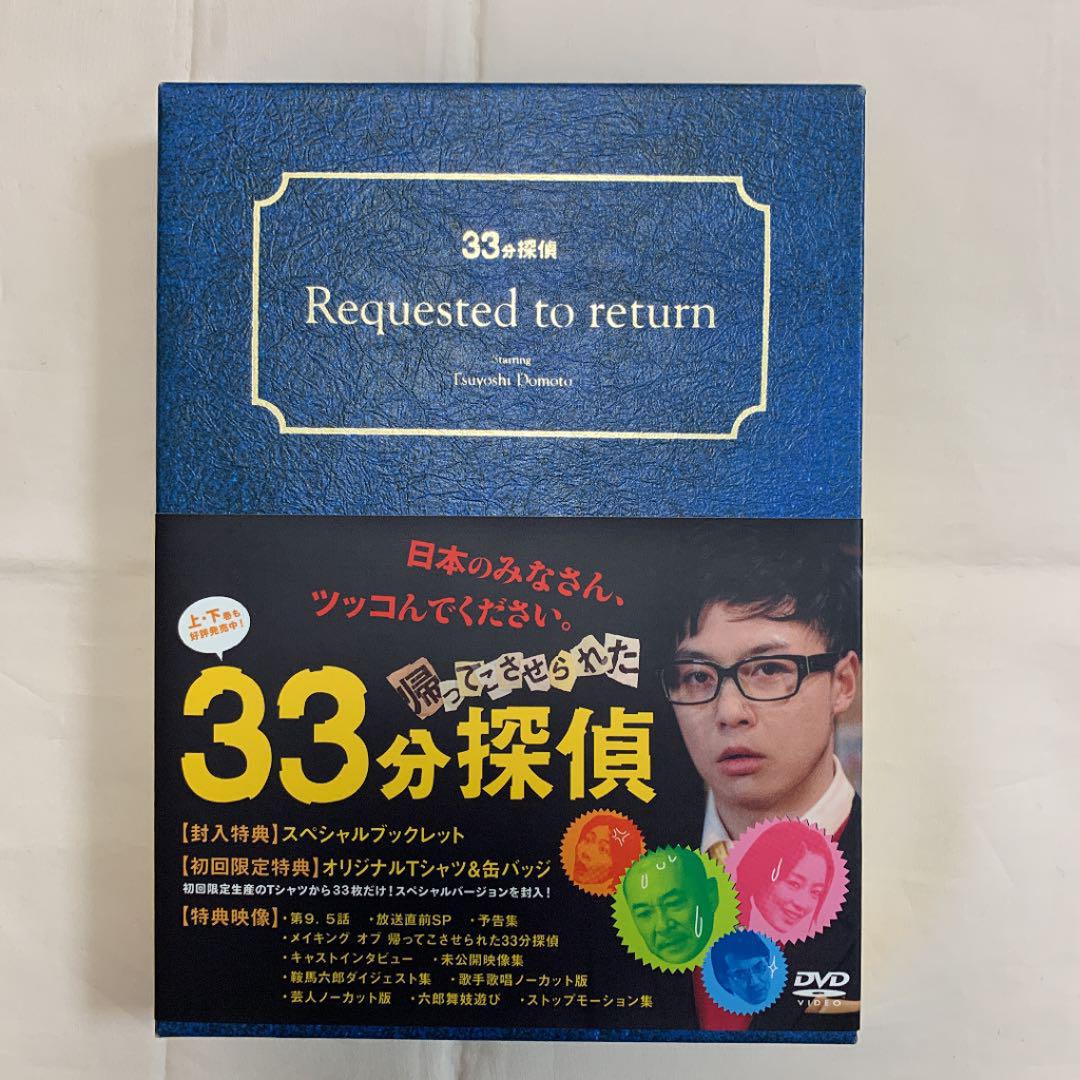 33分探偵
Requested to return
Starring
Tsuyoshi Domoto
日本のみなさん、
ツッコんでください。
上・下巻も
好評発売中！
帰ってこさせられた
33分探偵
【封入特典】スペシャルブックレット
【初回限定特典】オリジナルTシャツ&缶バッジ
初回限定生産のTシャツから33枚だけ！スペシャルバージョンを封入！
【特典映像】・第9.5話 ・放送直前SP ・予告集
・メイキング オブ 帰ってこさせられた33分探偵
・キャストインタビュー ・未公開映像集
・鞍馬六郎ダイジェスト集 ・歌手歌唱ノーカット版
・芸人ノーカット版 ・六郎舞妓遊び ・ストップモーション集
DVD
VIDEO